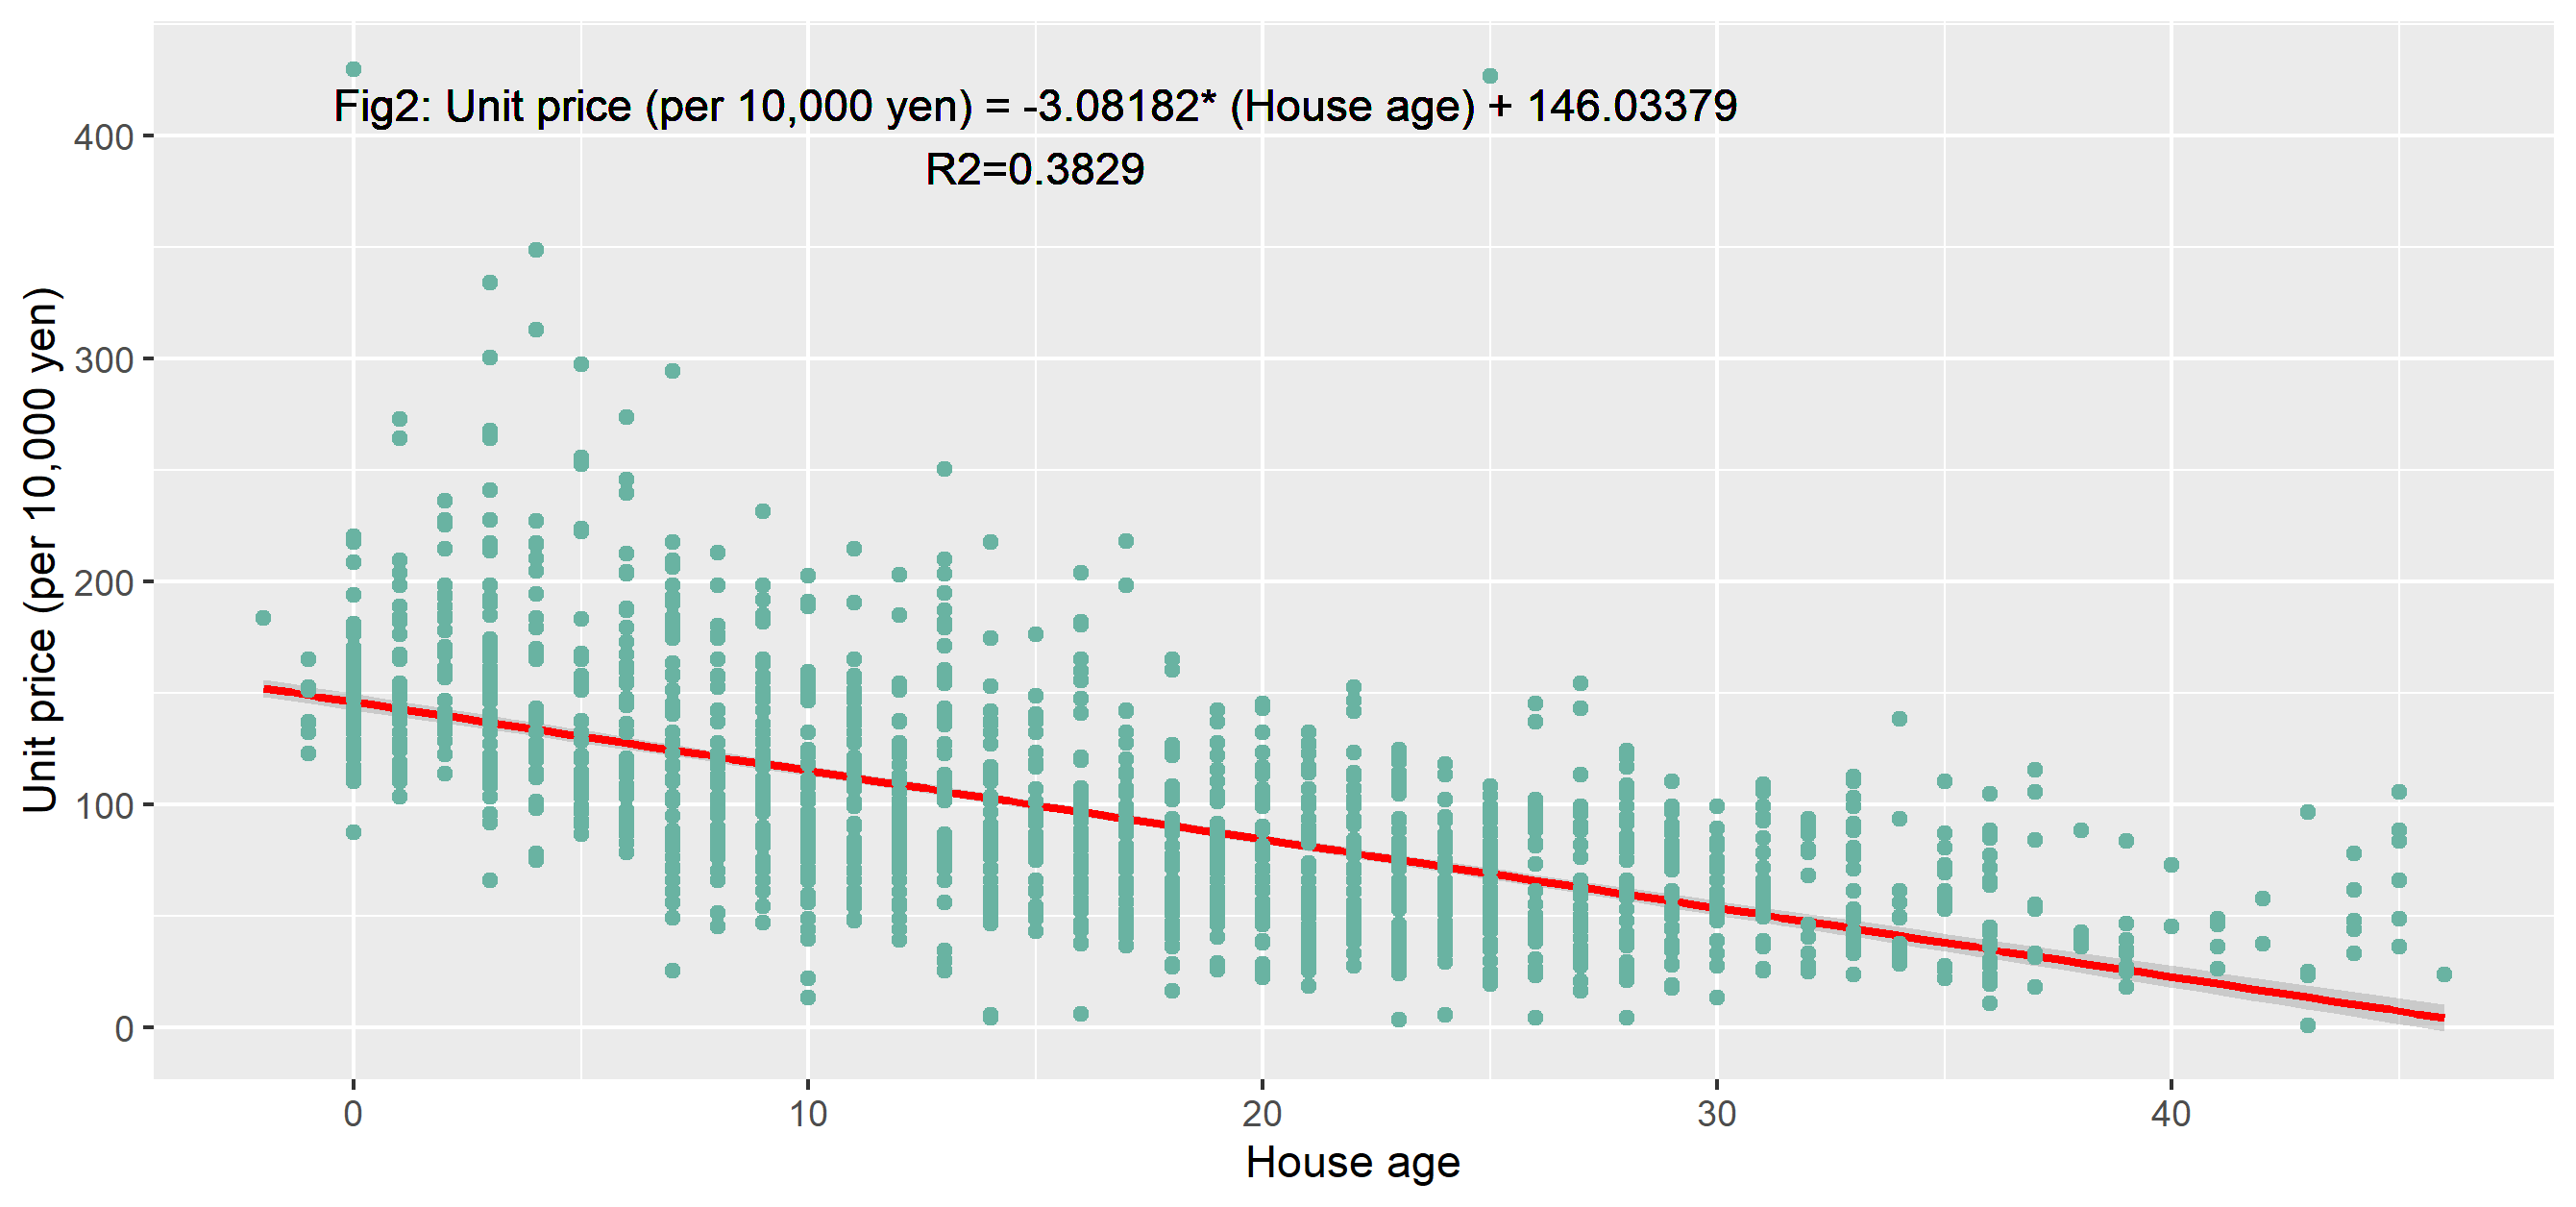 Fig2: Unit price (per 10,000 yen) = -3.08182* (House age) + 146.03379
R2=0.3829
Unit price (per 10,000 yen)
400
300
200
100
0
0 10 20 30 40
House age